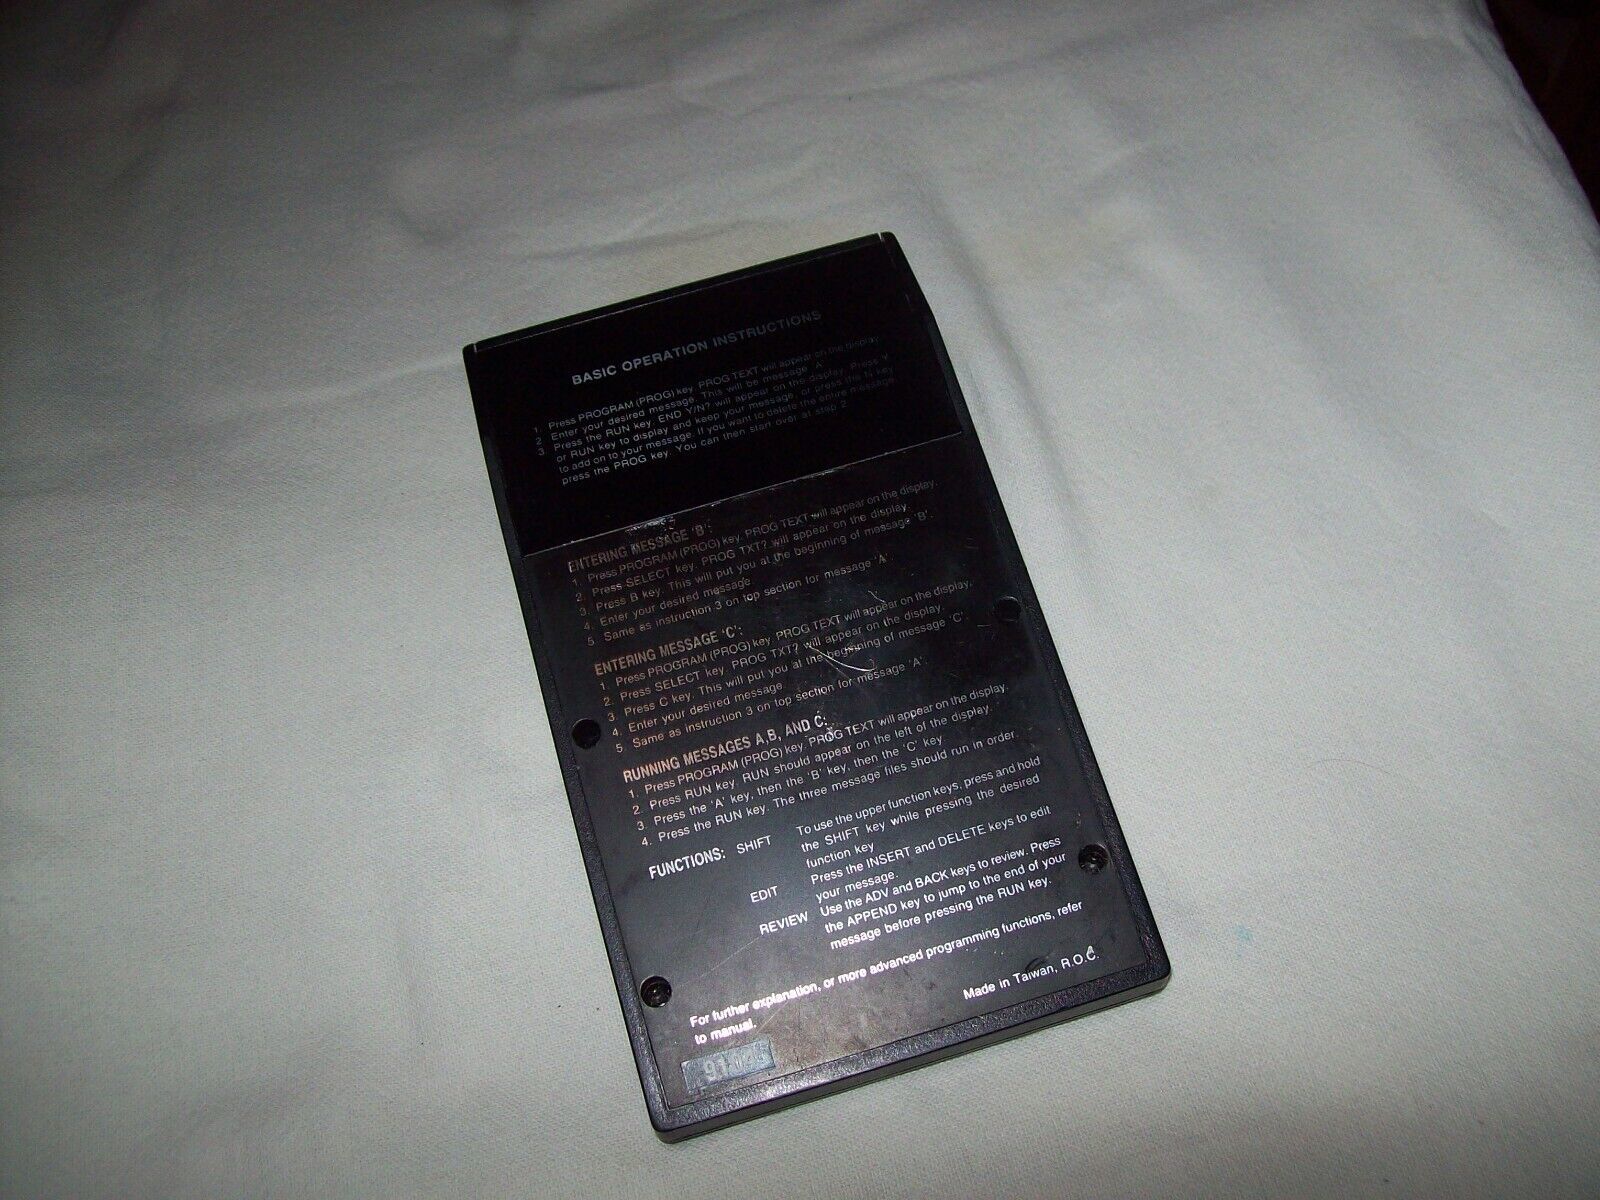 BASIC OPERATION INSTRUCTIONS
1. Press PROGRAM (PROG) key. PROG TEXT will appear on the display.
2. Enter your desired message. This will be message 'A'
3. Press the RUN key. END Y/N? will appear on the display. Press Y
or RUN key to display and keep your message, or press the N key
to add on to your message. If you want to delete the entire message
press the PROG key. You can then start over at step 2.
ENTERING MESSAGE 'B':
1. Press PROGRAM (PROG) key. PROG TEXT will appear on the display.
2. Press SELECT key. PROG TXT? will appear on the display.
3. Press B key. This will put you at the beginning of message 'B'.
4. Enter your desired message.
5. Same as instruction 3 on top section for message 'A'.
ENTERING MESSAGE 'C':
1. Press PROGRAM (PROG) key. PROG TEXT will appear on the display.
2. Press SELECT key. PROG TXT? will appear on the display.
3. Press C key. This will put you at the beginning of message 'C'.
4. Enter your desired message.
5. Same as instruction 3 on top section for message 'A'.
RUNNING MESSAGES A,B, AND C:
1. Press PROGRAM (PROG) key. PROG TEXT will appear on the display.
2. Press RUN key. RUN should appear on the left of the display.
3. Press the 'A' key, then the 'B' key, then the 'C' key.
4. Press the RUN key. The three message files should run in order.
FUNCTIONS: SHIFT To use the upper function keys, press and hold
the SHIFT key while pressing the desired
function key
EDIT Press the INSERT and DELETE keys to edit
your message.
REVIEW Use the ADV and BACK keys to review. Press
the APPEND key to jump to the end of your
message before pressing the RUN key.
For further explanation, or more advanced programming functions, refer
to manual.
Made in Taiwan, R.O.C.